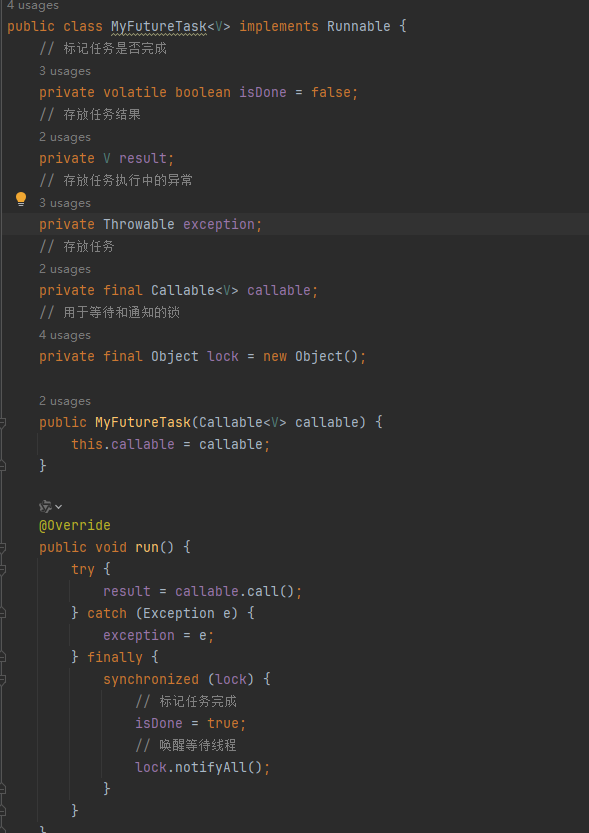 4 usages
public class MyFutureTask<V> implements Runnable {
// 标记任务是否完成
3 usages
private volatile boolean isDone = false;
// 存放任务结果
2 usages
private V result;
// 存放任务执行中的异常
3 usages
private Throwable exception;
// 存放任务
2 usages
private final Callable<V> callable;
// 用于等待和通知的锁
4 usages
private final Object lock = new Object();
2 usages
public MyFutureTask(Callable<V> callable) {
this.callable = callable;
}
@Override
public void run() {
try {
result = callable.call();
} catch (Exception e) {
exception = e;
} finally {
synchronized (lock) {
// 标记任务完成
isDone = true;
// 唤醒等待线程
lock.notifyAll();
}
}
}